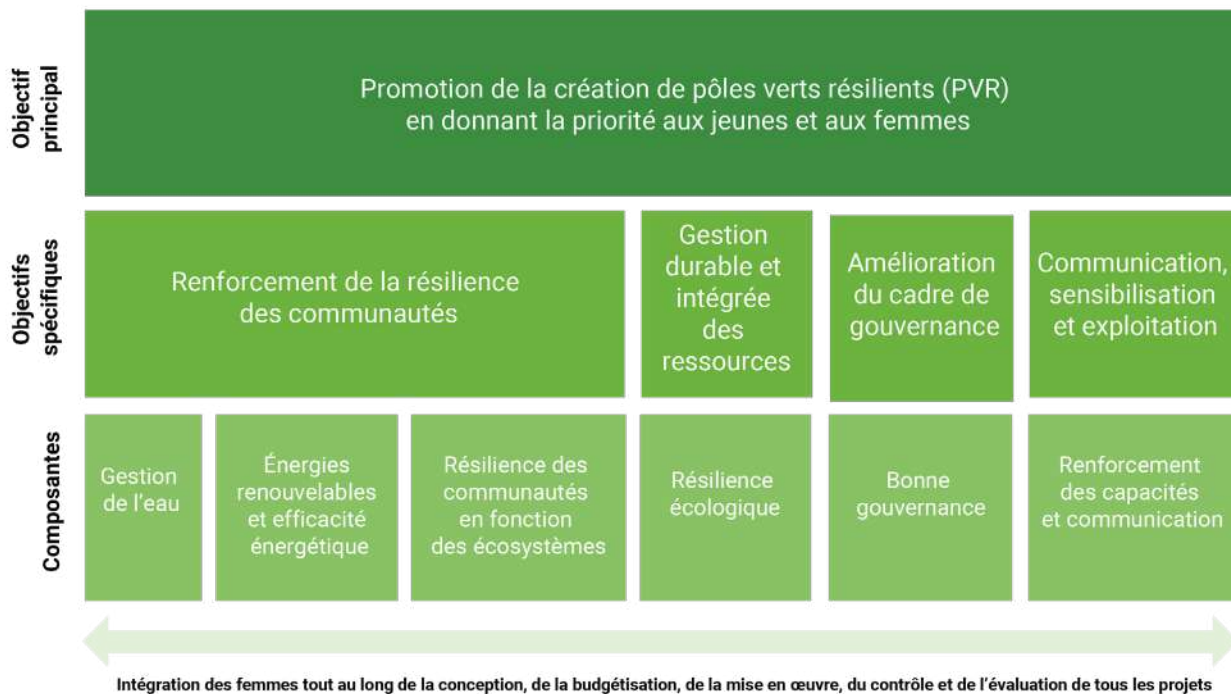 Objectif
principal
Promotion de la création de pôles verts résilients (PVR)
en donnant la priorité aux jeunes et aux femmes
Objectifs
spécifiques
Renforcement de la résilience
des communautés
Gestion
durable et
intégrée
des
ressources
Amélioration
du cadre de
gouvernance
Communication,
sensibilisation
et exploitation
Composantes
Gestion
de l'eau
Énergies
renouvelables
et efficacité
énergétique
Résilience des
communautés
en fonction
des écosystèmes
Résilience
écologique
Bonne
gouvernance
Renforcement
des capacités
et communication
Intégration des femmes tout au long de la conception, de la budgétisation, de la mise en œuvre, du contrôle et de l'évaluation de tous les projets